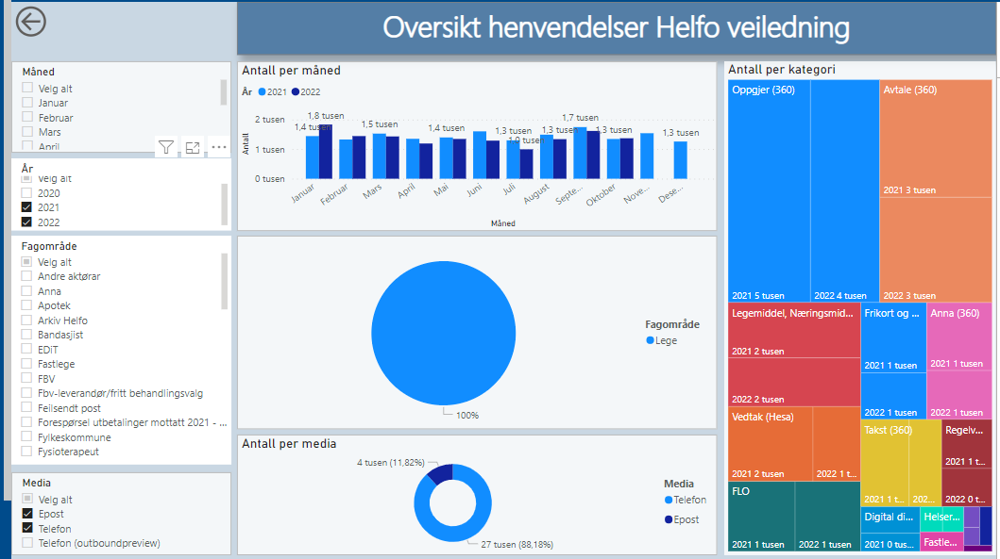 Oversikt henvendelser Helfo veiledning
Måned
Velg alt
Januar
Februar
Mars
April
År
Velg alt
2020
2021
2022
Fagområde
Velg alt
Andre aktørar
Anna
Apotek
Arkiv Helfo
Bandasjist
EDiT
Fastlege
FBV
Fbv-leverandør/fritt behandlingsvalg
Feilsendt post
Forespørsel utbetalinger mottatt 2021 - ...
Fylkeskommune
Fysioterapeut
Media
Velg alt
Epost
Telefon
Telefon (outboundpreview)
Antall per måned
År 2021 2022
Antall
2 tusen
1 tusen
0 tusen
1,4 tusen
1,8 tusen
1,5 tusen
1,4 tusen
1,3 tusen
1,0 tusen
1,3 tusen
1,7 tusen
1,3 tusen
1,3 tusen
Januar
Februar
Mars
April
Mai
Juni
Juli
August
Septe...
Oktober
Nove...
Dese...
Måned
100%
Fagområde
Lege
Antall per media
4 tusen (11,82%)
27 tusen (88,18%)
Media
Telefon
Epost
Antall per kategori
Oppgjer (360)
2021 5 tusen
2022 4 tusen
Avtale (360)
2021 3 tusen
2022 3 tusen
Legemiddel, Næringsmid...
2021 2 tusen
2022 2 tusen
Frikort og ...
2021 1 tusen
2022 1 tusen
Anna (360)
2021 1 tusen
2022 1 tusen
Vedtak (Hesa)
2021 2 tusen
2022 1 t...
Takst (360)
2021 1 t...
202...
Regelv...
2021 1 t...
2022 0 t...
FLO
2021 1 tusen
2022 1 tusen
Digital di...
2021 0 tus...
Helser...
Fastle...